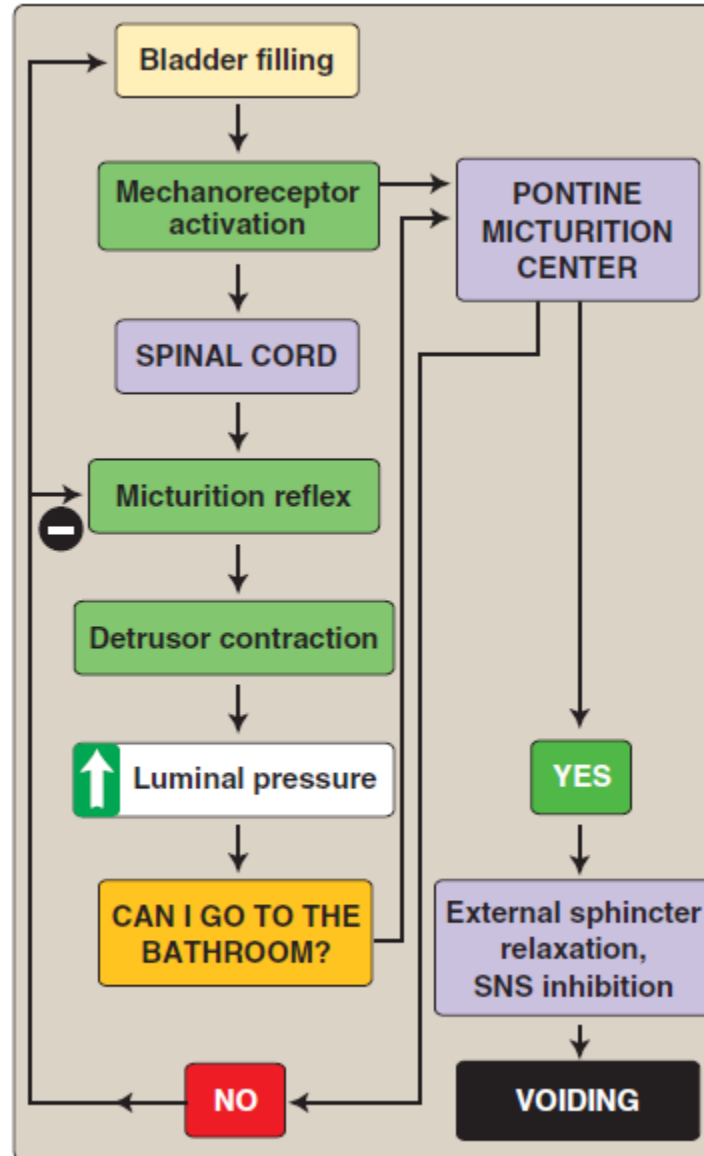 Bladder filling
Mechanoreceptor
activation
PONTINE
MICTURITION
CENTER
SPINAL CORD
Micturition reflex
Detrusor contraction
Luminal pressure
CAN I GO TO THE
BATHROOM?
YES
External sphincter
relaxation,
SNS inhibition
NO
VOIDING